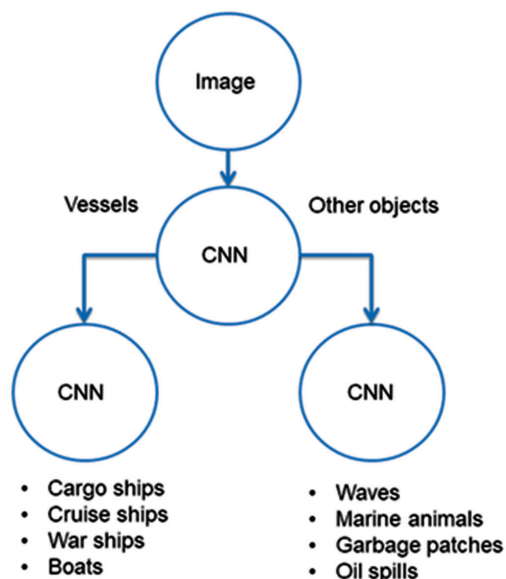 Image
Vessels
Other objects
CNN
CNN
CNN
• Cargo ships
• Cruise ships
• War ships
• Boats
• Waves
• Marine animals
• Garbage patches
• Oil spills